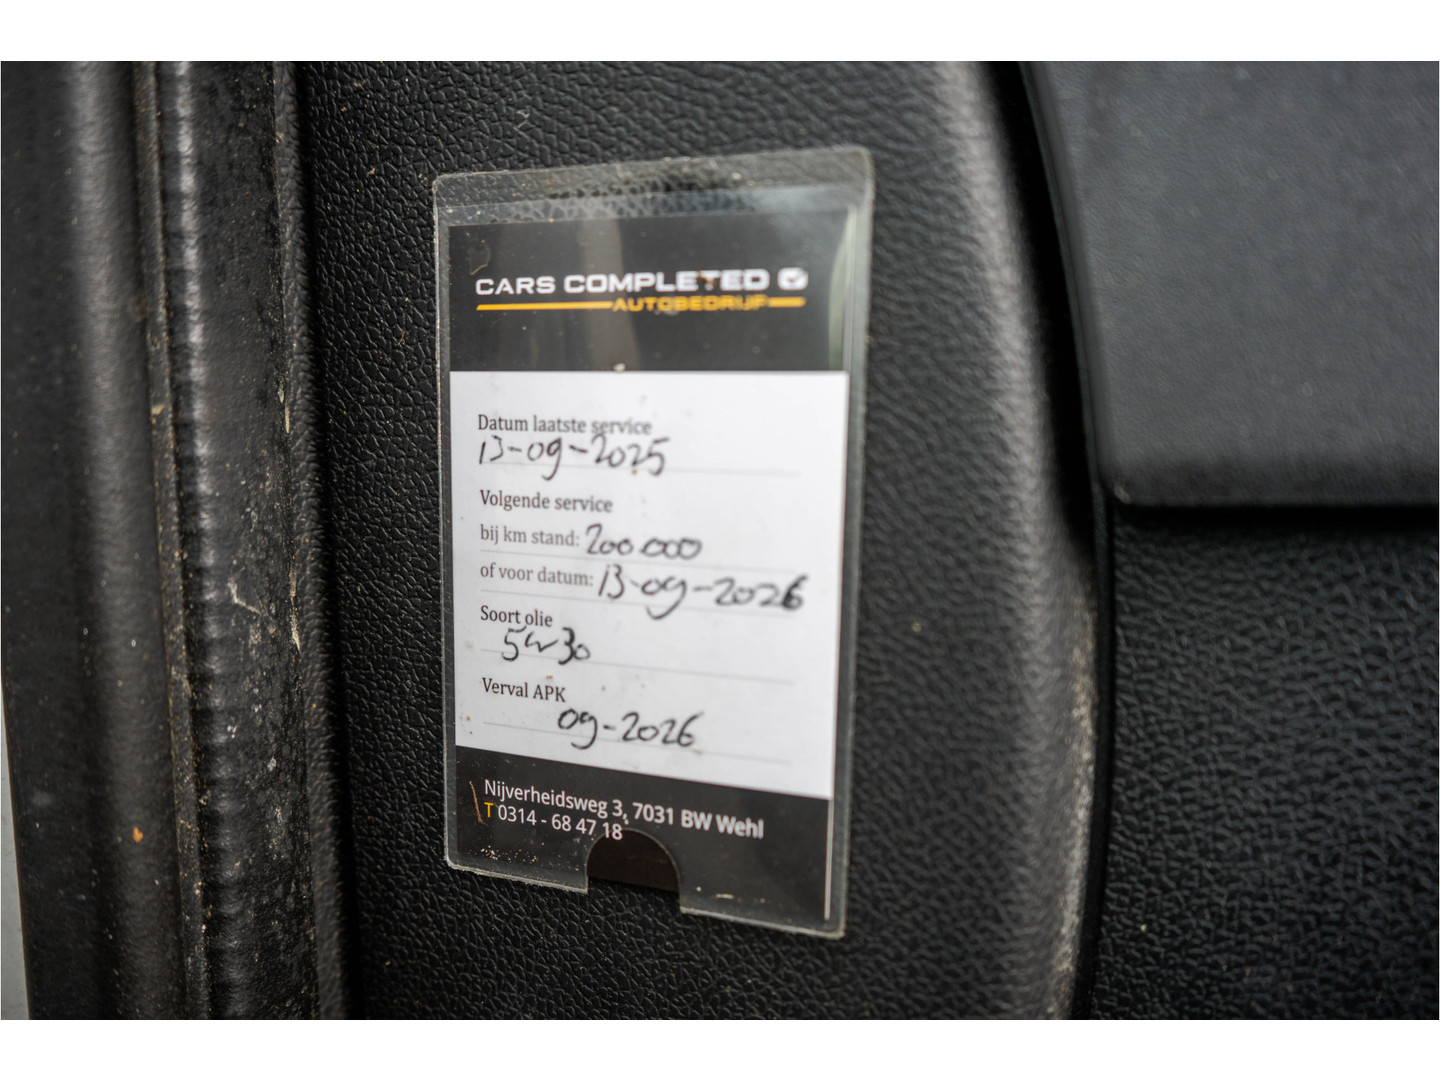 CARS COMPLETED
AUTOBEDRIJF
Datum laatste service
13-09-2025
Volgende service
bij km stand: 200.000
of voor datum: 13-09-2026
Soort olie
5w30
Verval APK
09-2026
Nijverheidsweg 3, 7031 BW Wehl
T 0314 - 68 47 18